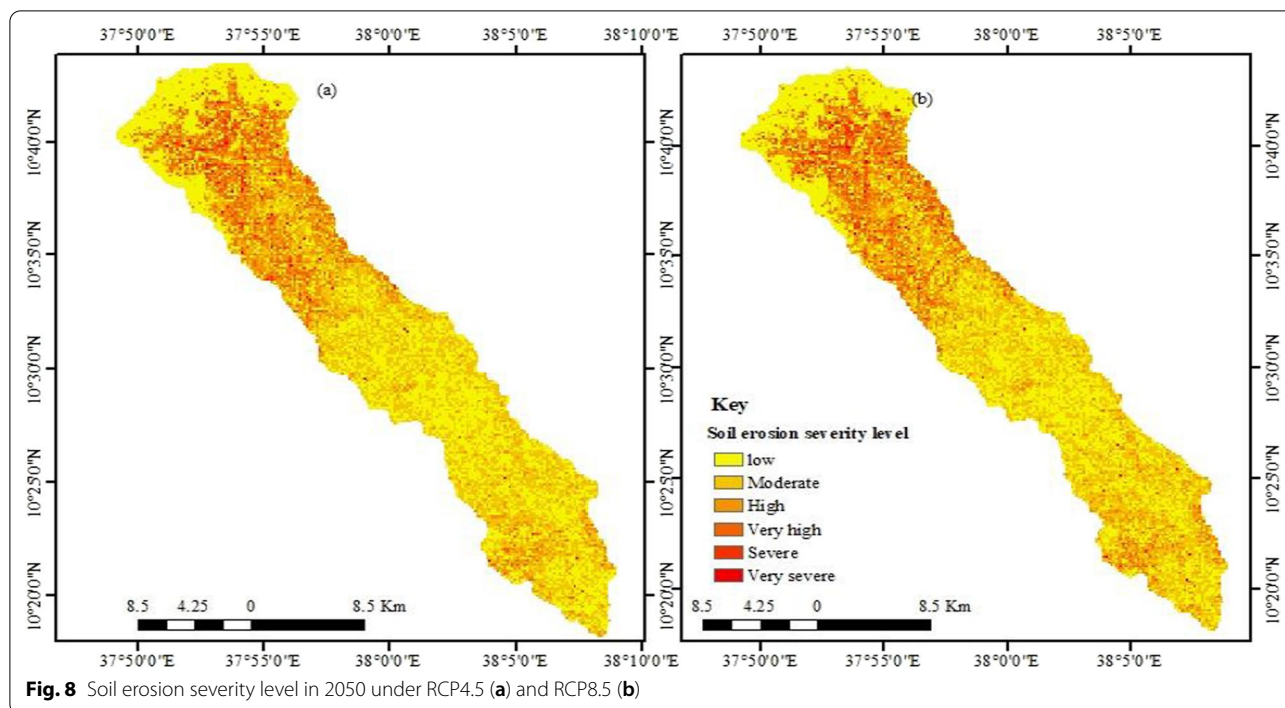 37°50'0"E 37°55'0"E 38°0'0"E 38°5'0"E 38°10'0"E
37°50'0"E 37°55'0"E 38°0'0"E 38°5'0"E
(a)
(b)
10°40'0"N
10°35'0"N
10°30'0"N
10°25'0"N
10°20'0"N
10°40'0"N
10°35'0"N
10°30'0"N
10°25'0"N
10°20'0"N
Key
Soil erosion severity level
low
Moderate
High
Very high
Severe
Very severe
8.5 4.25 0 8.5 Km
8.5 4.25 0 8.5 Km
37°50'0"E 37°55'0"E 38°0'0"E 38°5'0"E 38°10'0"E
37°50'0"E 37°55'0"E 38°0'0"E 38°5'0"E
Fig. 8 Soil erosion severity level in 2050 under RCP4.5 (a) and RCP8.5 (b)